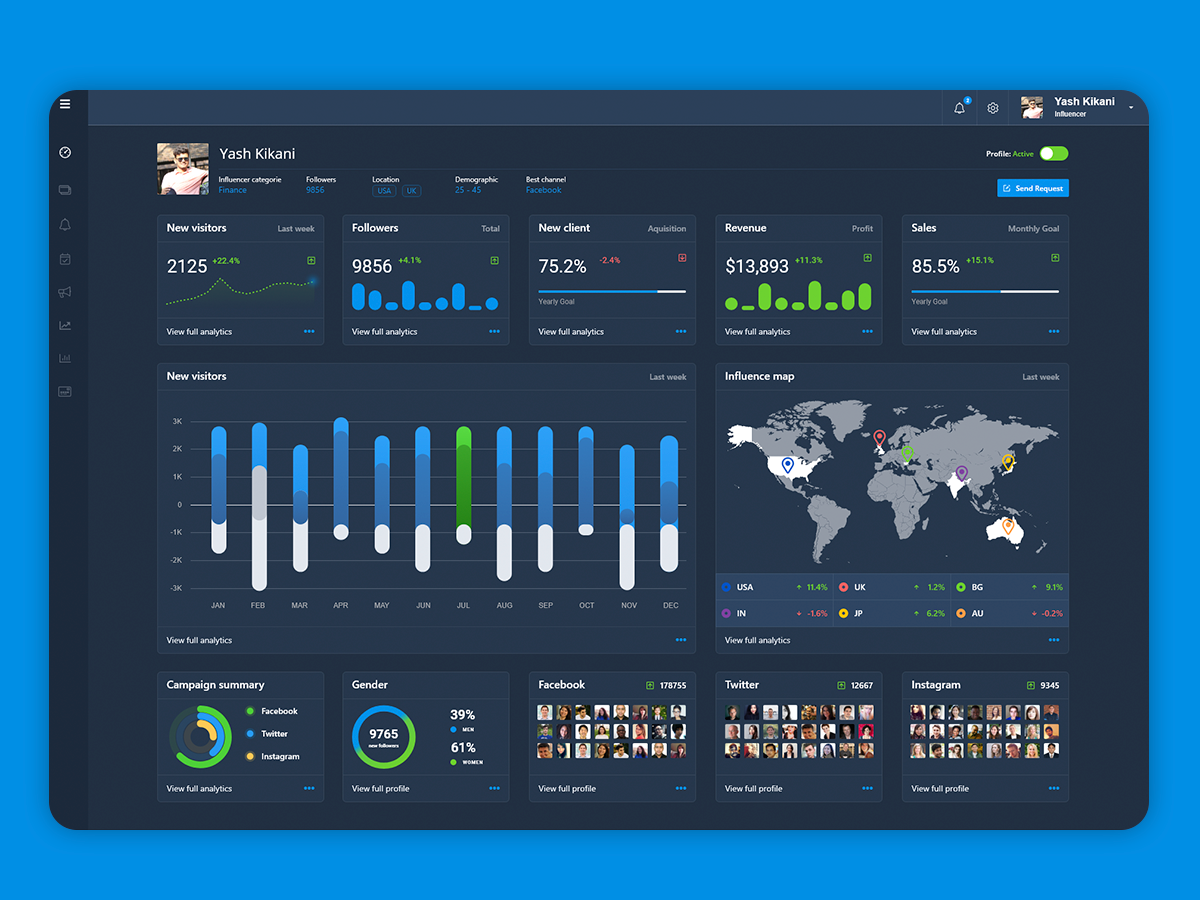 2
Yash Kikani
Influencer
Yash Kikani
Profile: Active
Influencer categorie Followers Location Demographic Best channel
Finance 9856 USA UK 25 - 45 Facebook
Send Request
New visitors Last week
2125 +22.4%
View full analytics
Followers Total
9856 +4.1%
View full analytics
New client Aquisition
75.2% -2.4%
Yearly Goal
View full analytics
Revenue Profit
$13,893 +11.3%
View full analytics
Sales Monthly Goal
85.5% +15.1%
Yearly Goal
View full analytics
New visitors Last week
3K
2K
1K
0
-1K
-2K
-3K
JAN FEB MAR APR MAY JUN JUL AUG SEP OCT NOV DEC
View full analytics
Influence map Last week
USA 11.4% UK 1.2% BG 9.1%
IN -1.6% JP 6.2% AU -0.2%
View full analytics
Campaign summary
Facebook
Twitter
Instagram
View full analytics
Gender
9765
new followers
39%
MEN
61%
WOMEN
View full profile
Facebook 178755
View full profile
Twitter 12667
View full profile
Instagram 9345
View full profile